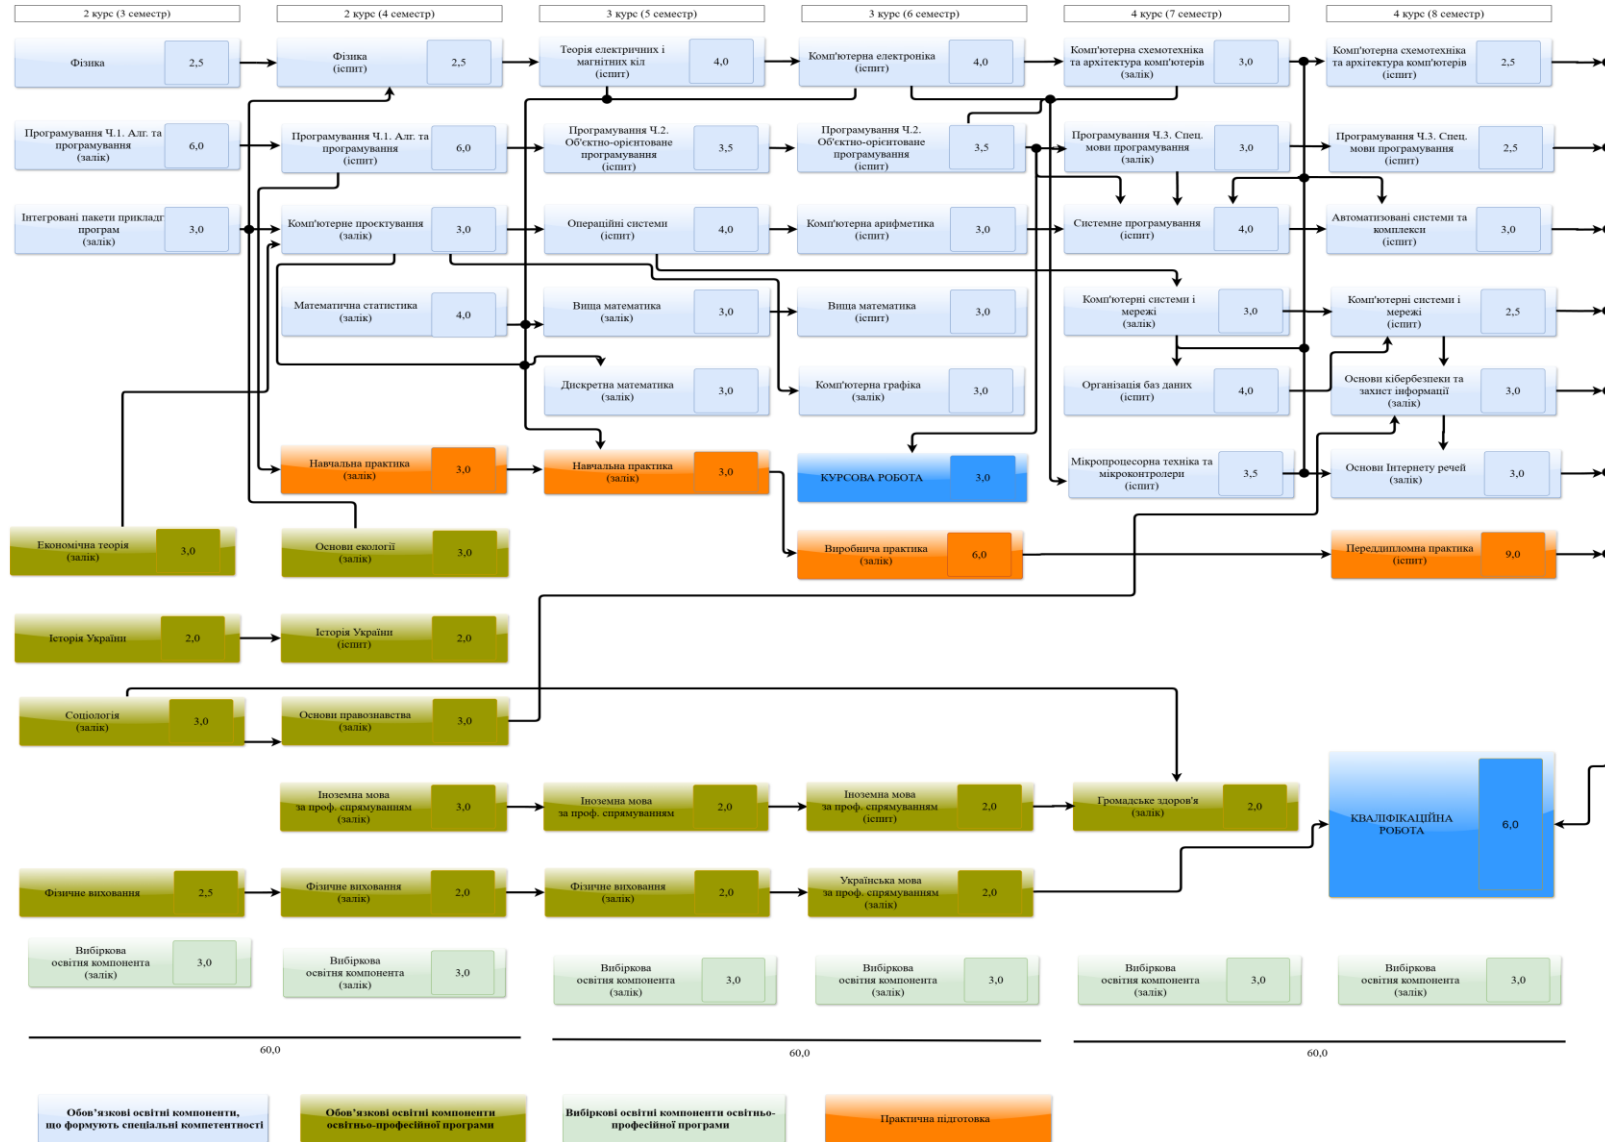 2 курс (3 семестр)
2 курс (4 семестр)
3 курс (5 семестр)
3 курс (6 семестр)
4 курс (7 семестр)
4 курс (8 семестр)
Фізика
2,5
Фізика
(іспит)
2,5
Теорія електричних і
магнітних кіл
(іспит)
4,0
Комп'ютерна електроніка
(іспит)
4,0
Комп'ютерна схемотехніка
та архітектура комп'ютерів
(залік)
3,0
Комп'ютерна схемотехніка
та архітектура комп'ютерів
(іспит)
2,5
Програмування Ч.1. Алг. та
програмування
(залік)
6,0
Програмування Ч.1. Алг. та
програмування
(іспит)
6,0
Програмування Ч.2.
Об'єктно-орієнтоване
програмування
(іспит)
3,5
Програмування Ч.2.
Об'єктно-орієнтоване
програмування
(іспит)
3,5
Програмування Ч.3. Спец.
мови програмування
(залік)
3,0
Програмування Ч.3. Спец.
мови програмування
(іспит)
2,5
Інтегровані пакети прикладг
програм
(залік)
3,0
Комп'ютерне проєктування
(залік)
3,0
Операційні системи
(іспит)
4,0
Комп'ютерна арифметика
(іспит)
3,0
Системне програмування
(іспит)
4,0
Автоматизовані системи та
комплекси
(іспит)
3,0
Математична статистика
(залік)
4,0
Вища математика
(залік)
3,0
Вища математика
(іспит)
3,0
Комп'ютерні системи і
мережі
(залік)
3,0
Комп'ютерні системи і
мережі
(іспит)
2,5
Дискретна математика
(залік)
3,0
Комп'ютерна графіка
(залік)
3,0
Організація баз даних
(іспит)
4,0
Основи кібербезпеки та
захист інформації
(залік)
3,0
Навчальна практика
(залік)
3,0
Навчальна практика
(залік)
3,0
КУРСОВА РОБОТА
3,0
Мікропроцесорна техніка та
мікроконтролери
(іспит)
3,5
Основи Інтернету речей
(залік)
3,0
Економічна теорія
(залік)
3,0
Основи екології
(залік)
3,0
Виробнича практика
(залік)
6,0
Переддипломна практика
(іспит)
9,0
Історія України
2,0
Історія України
(іспит)
2,0
Соціологія
(залік)
3,0
Основи правознавства
(залік)
3,0
Іноземна мова
за проф. спрямуванням
(залік)
3,0
Іноземна мова
за проф. спрямуванням
2,0
Іноземна мова
за проф. спрямуванням
(іспит)
2,0
Громадське здоров'я
(залік)
2,0
КВАЛІФІКАЦІЙНА
РОБОТА
6,0
Фізичне виховання
2,5
Фізичне виховання
(залік)
2,0
Фізичне виховання
(залік)
2,0
Українська мова
за проф. спрямуванням
(залік)
2,0
Вибіркова
освітня компонента
(залік)
3,0
Вибіркова
освітня компонента
(залік)
3,0
Вибіркова
освітня компонента
(залік)
3,0
Вибіркова
освітня компонента
(залік)
3,0
Вибіркова
освітня компонента
(залік)
3,0
Вибіркова
освітня компонента
(залік)
3,0
60,0
60,0
60,0
Обов’язкові освітні компоненти,
що формують спеціальні компетентності
Обов’язкові освітні компоненти
освітньо-професійної програми
Вибіркові освітні компоненти освітньо-
професійної програми
Практична підготовка